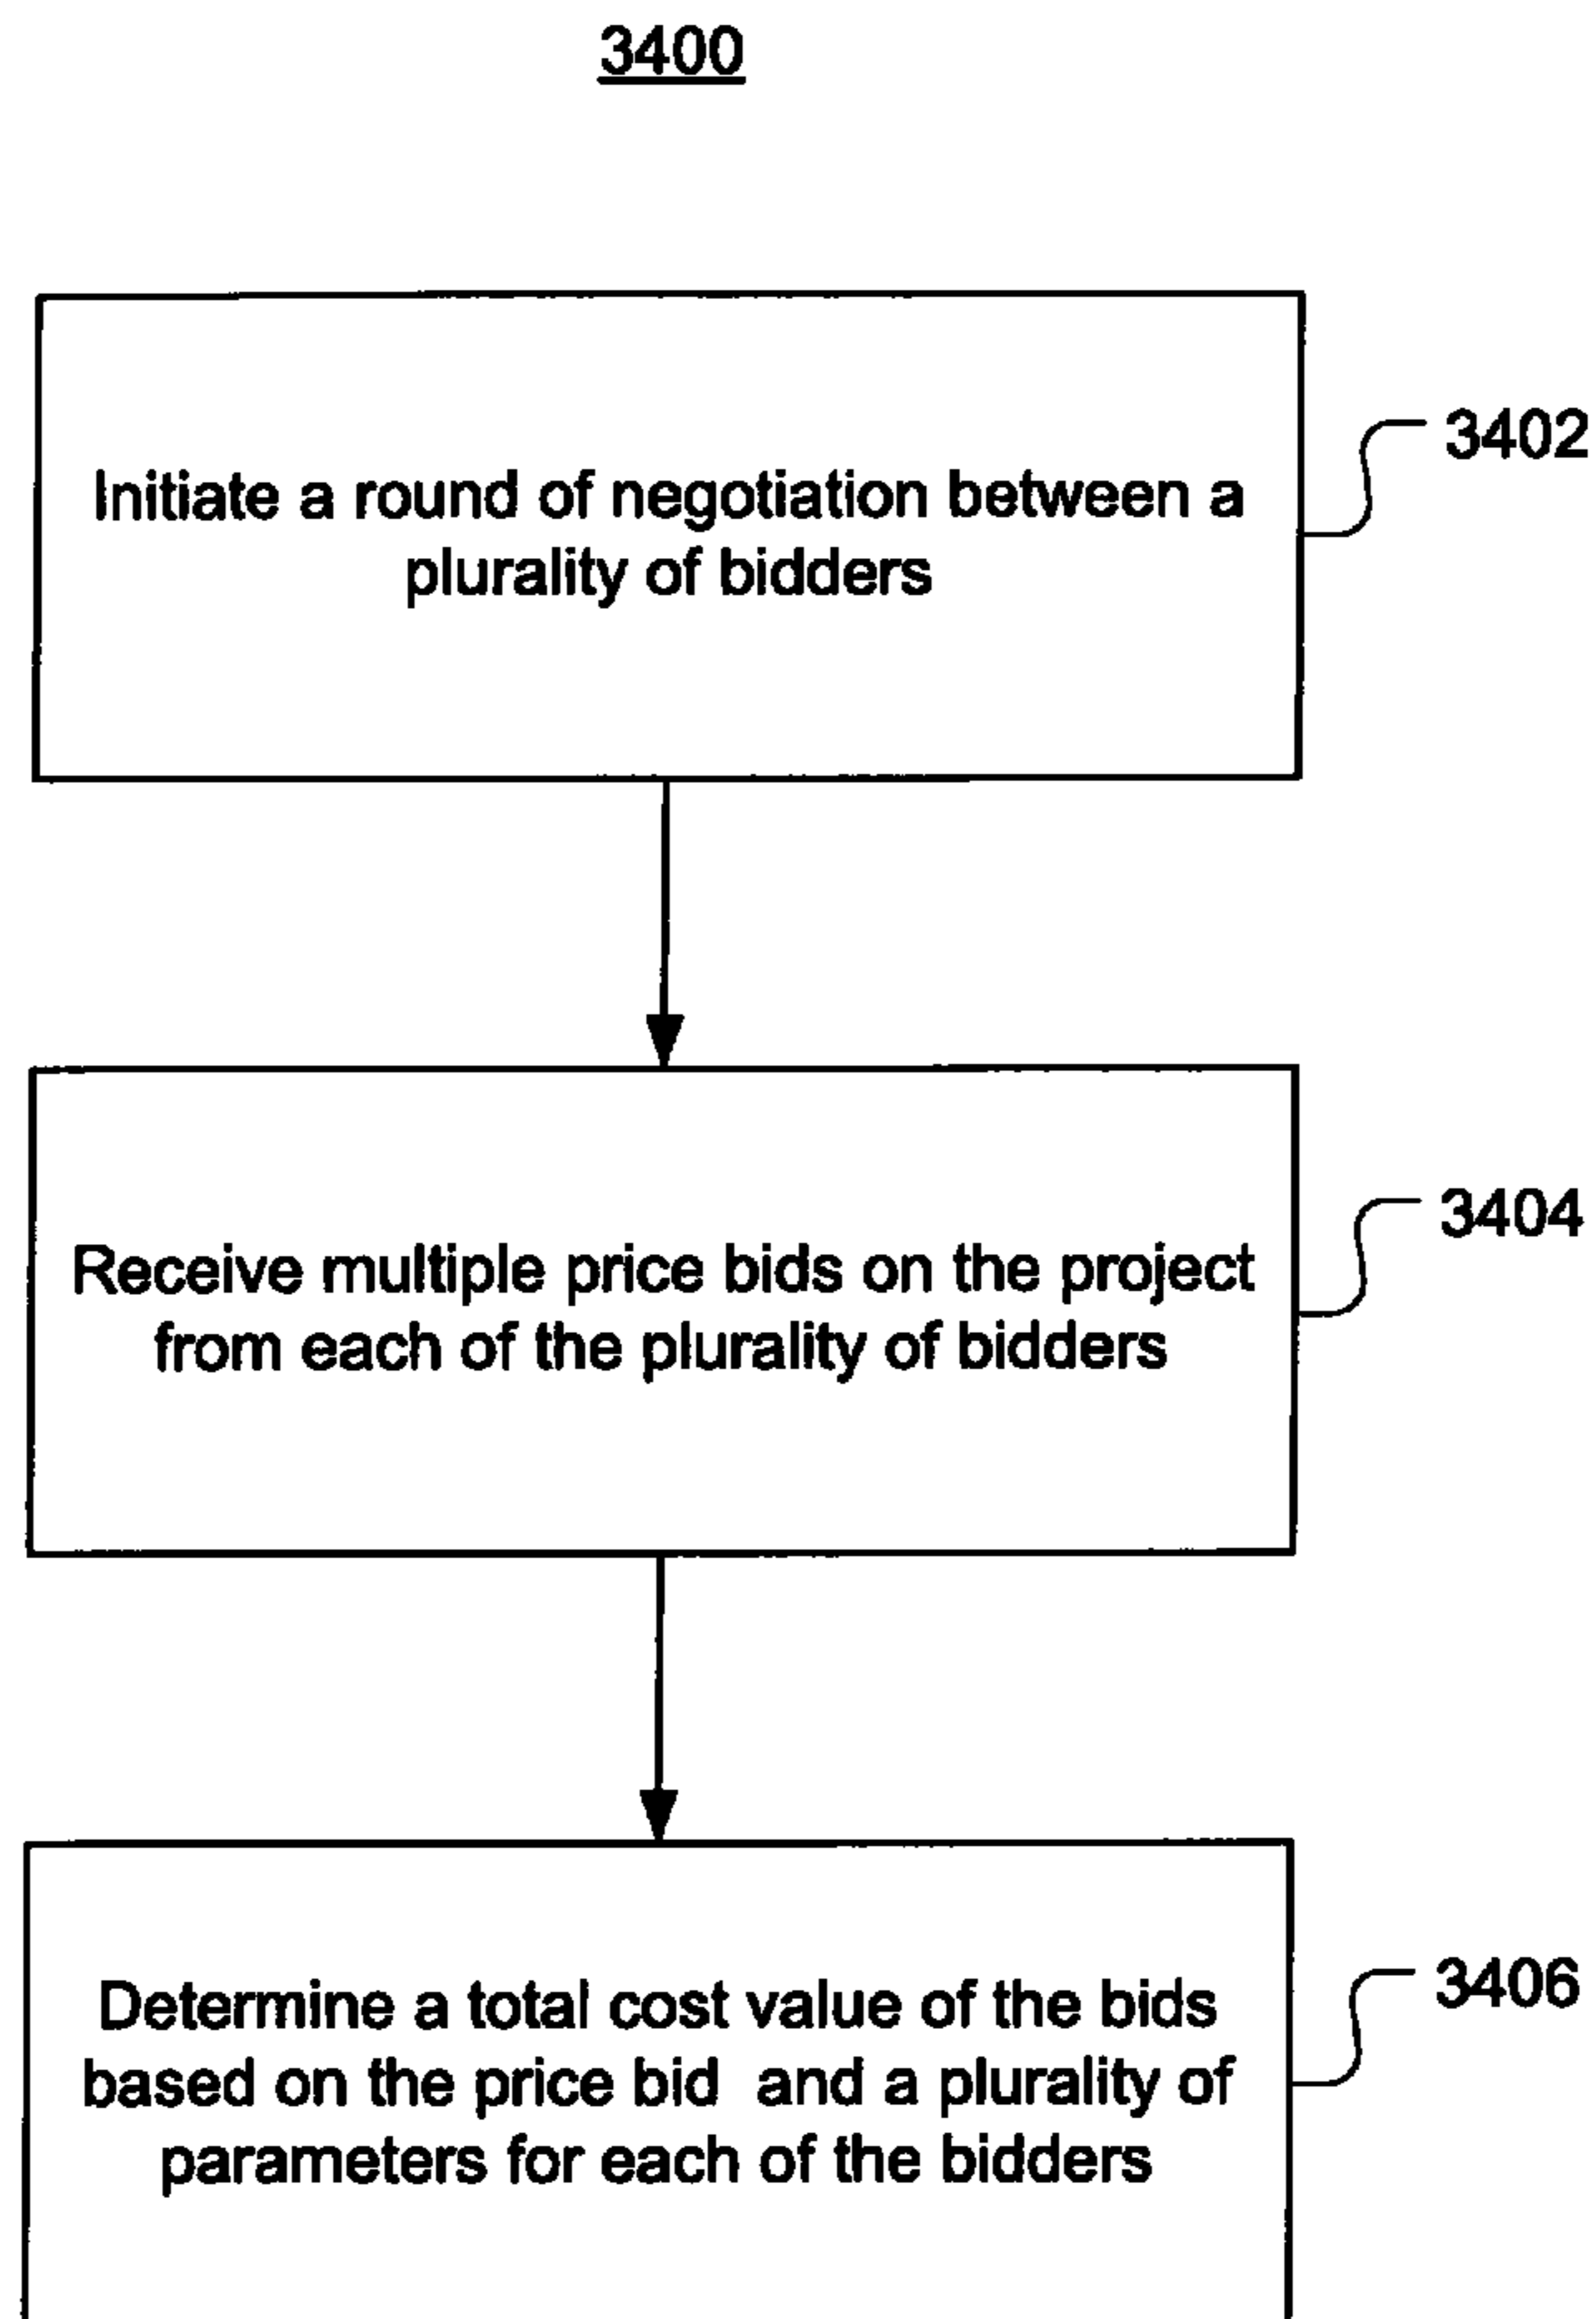 3400
Initiate a round of negotiation between a
plurality of bidders
3402
Receive multiple price bids on the project
from each of the plurality of bidders
3404
Determine a total cost value of the bids
based on the price bid and a plurality of
parameters for each of the bidders
3406